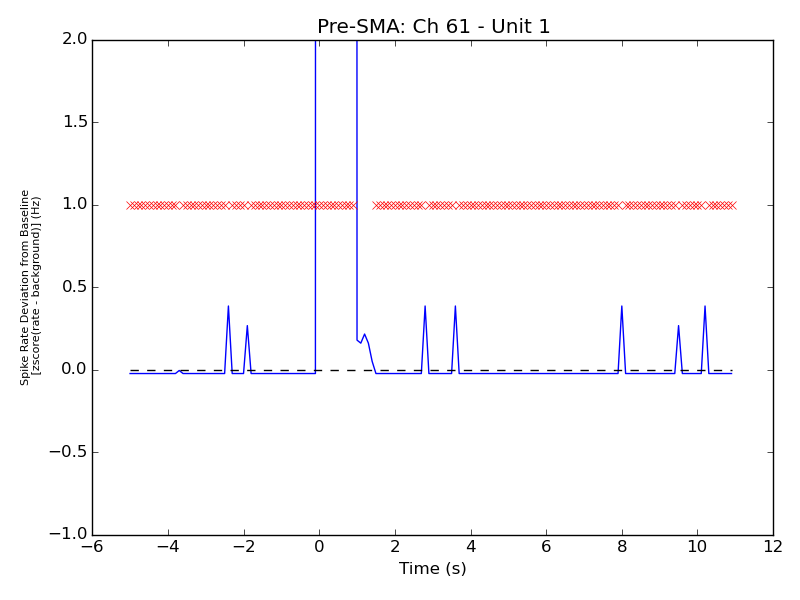 Pre-SMA: Ch 61 - Unit 1
Spike Rate Deviation from Baseline
[zscore(rate - background)] (Hz)
2.0
1.5
1.0
0.5
0.0
−0.5
−1.0
−6 −4 −2 0 2 4 6 8 10 12
Time (s)